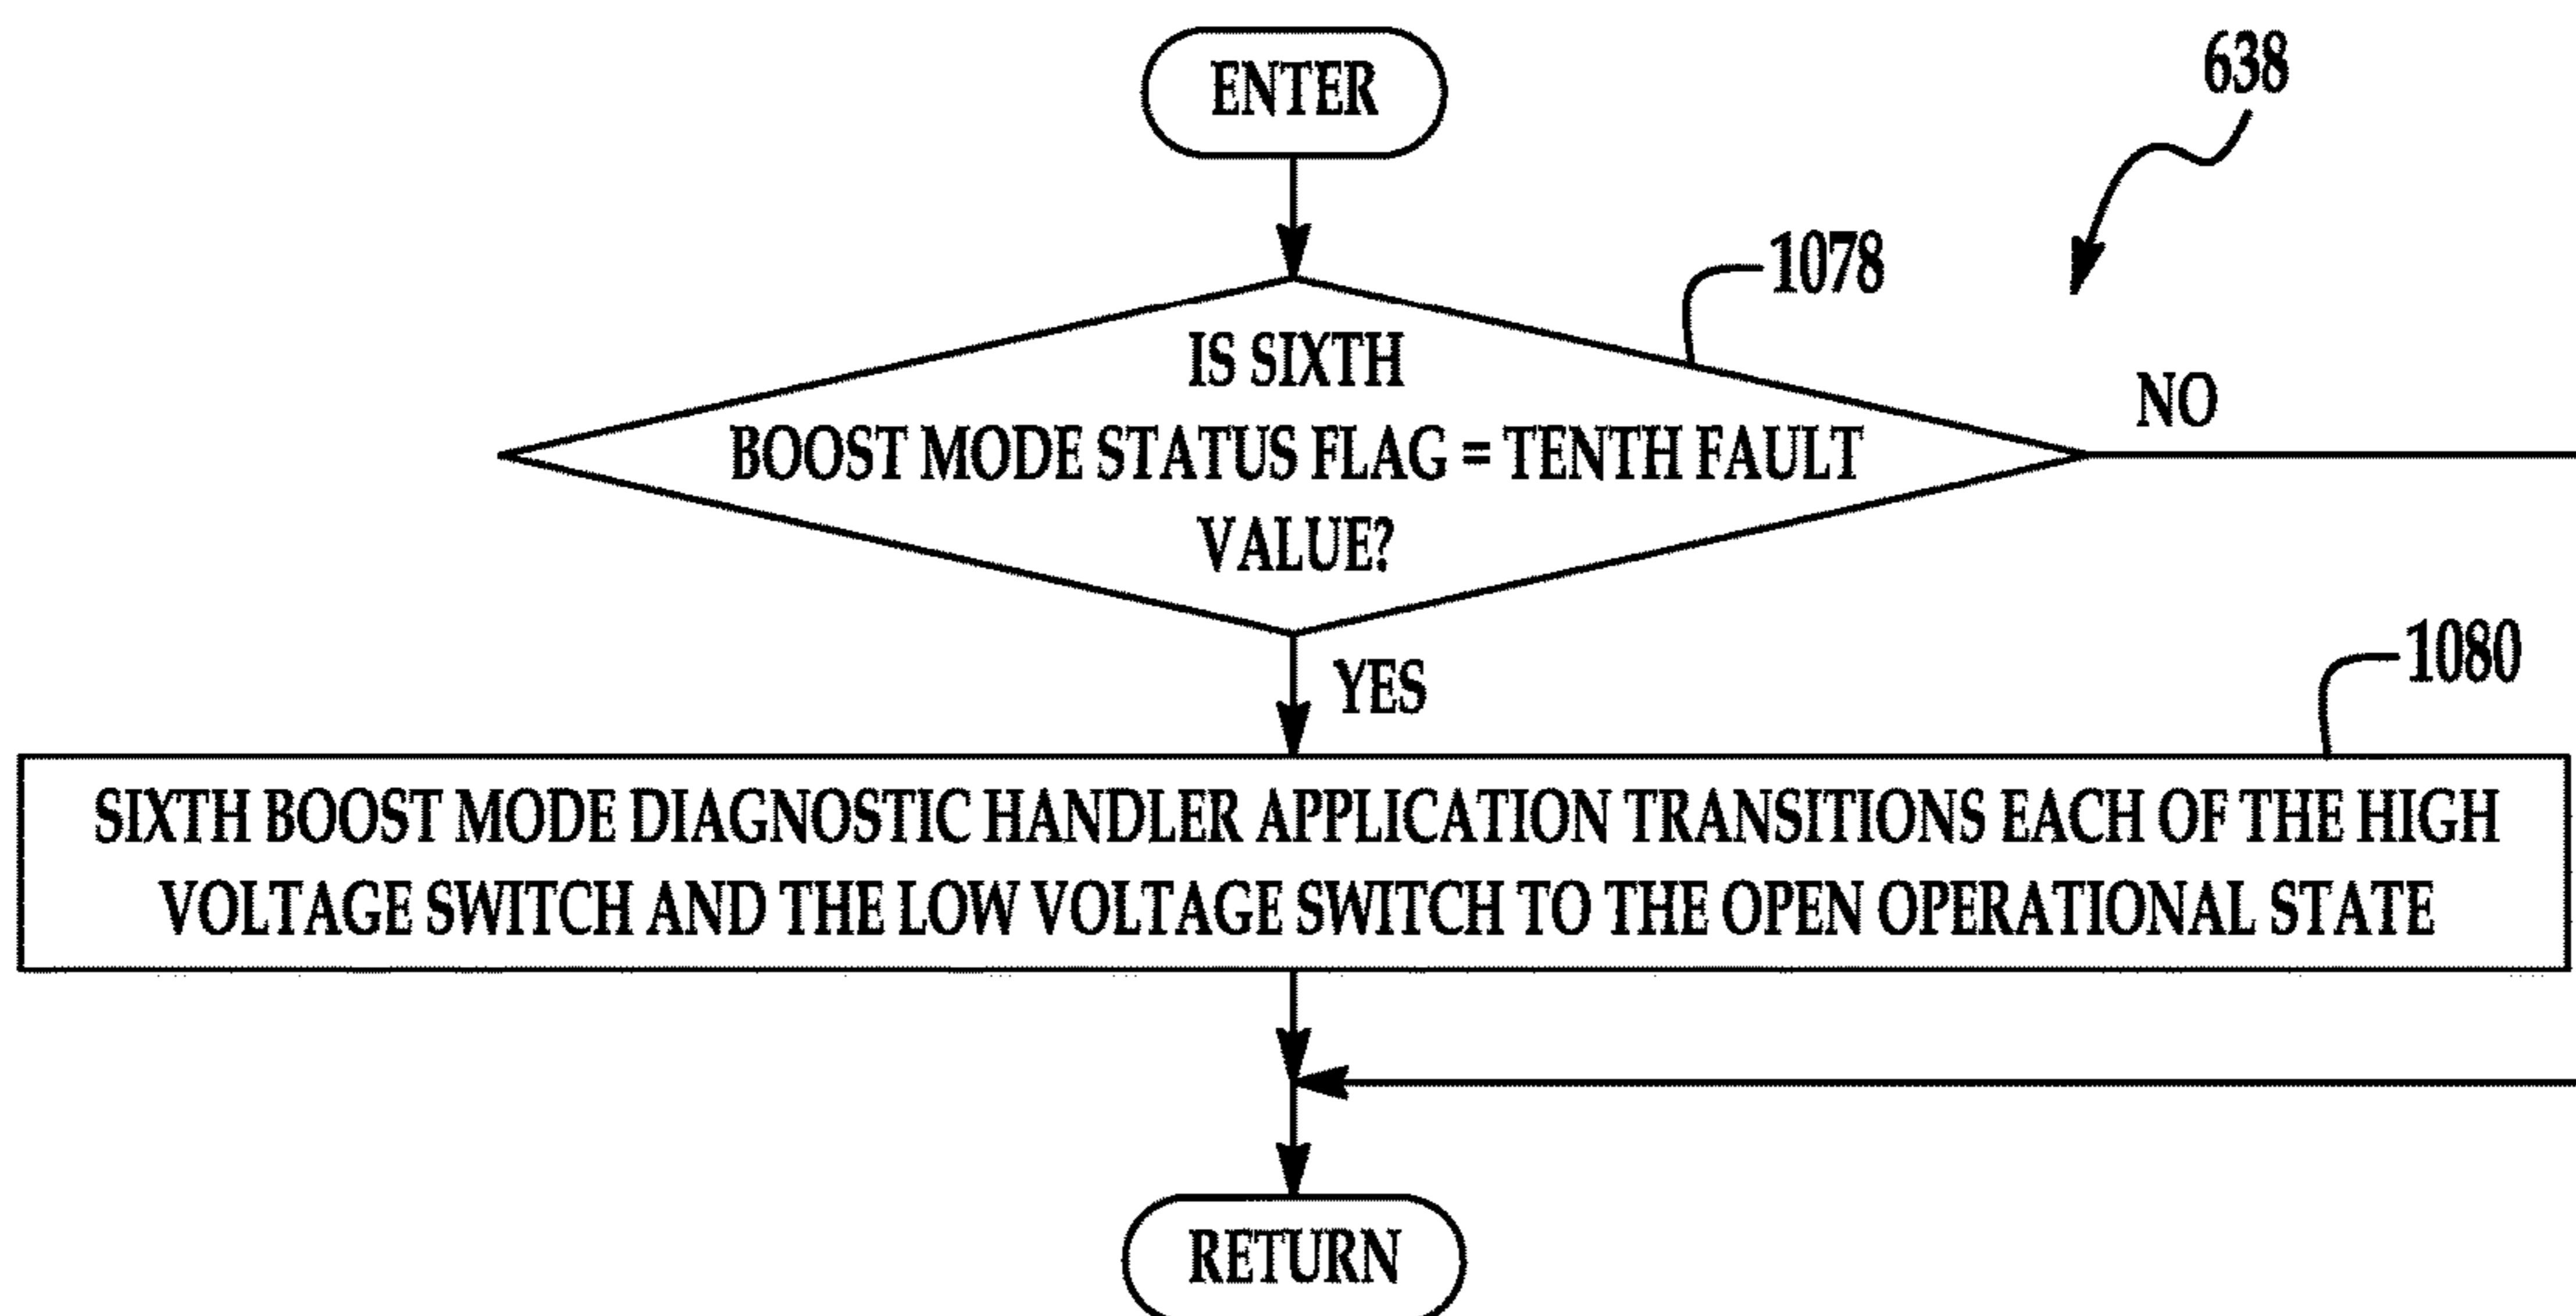 ENTER
638
1078
IS SIXTH
BOOST MODE STATUS FLAG = TENTH FAULT
VALUE?
NO
YES
1080
SIXTH BOOST MODE DIAGNOSTIC HANDLER APPLICATION TRANSITIONS EACH OF THE HIGH
VOLTAGE SWITCH AND THE LOW VOLTAGE SWITCH TO THE OPEN OPERATIONAL STATE
RETURN